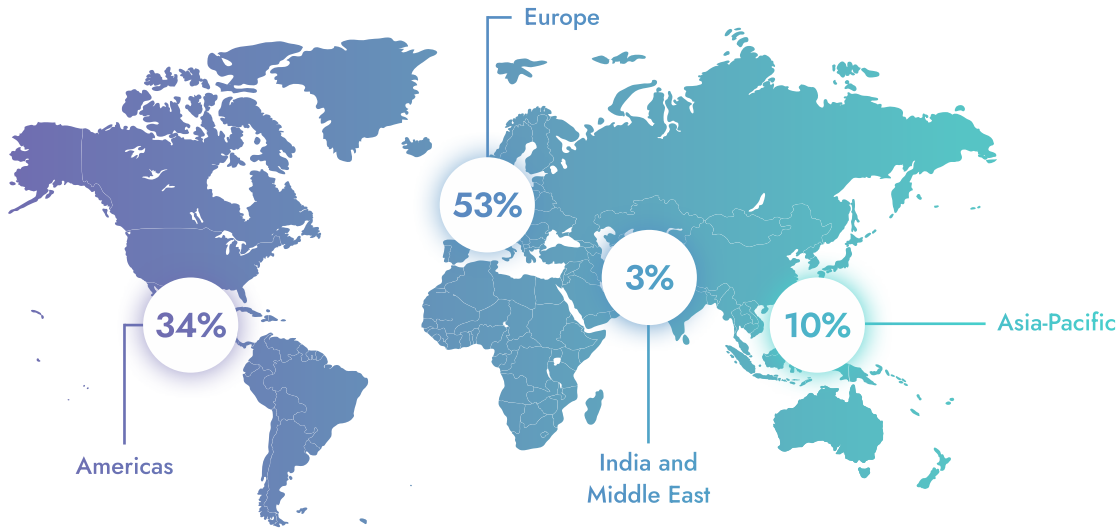 Europe
53%
3%
34%
10%
Asia-Pacific
Americas
India and
Middle East